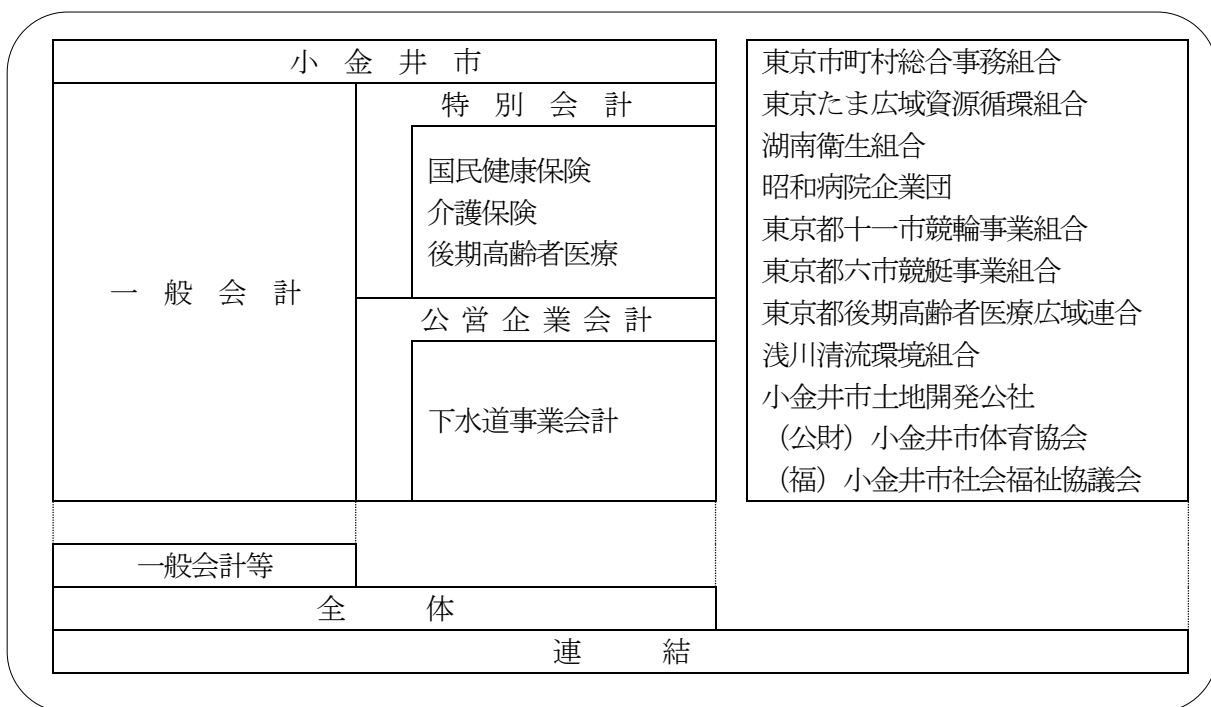 小金井市
一般会計
特別会計
国民健康保険
介護保険
後期高齢者医療
公営企業会計
下水道事業会計
東京市町村総合事務組合
東京たま広域資源循環組合
湖南衛生組合
昭和病院企業団
東京都十一市競輪事業組合
東京都六市競艇事業組合
東京都後期高齢者医療広域連合
浅川清流環境組合
小金井市土地開発公社
（公財）小金井市体育協会
（福）小金井市社会福祉協議会
一般会計等
全体
連結